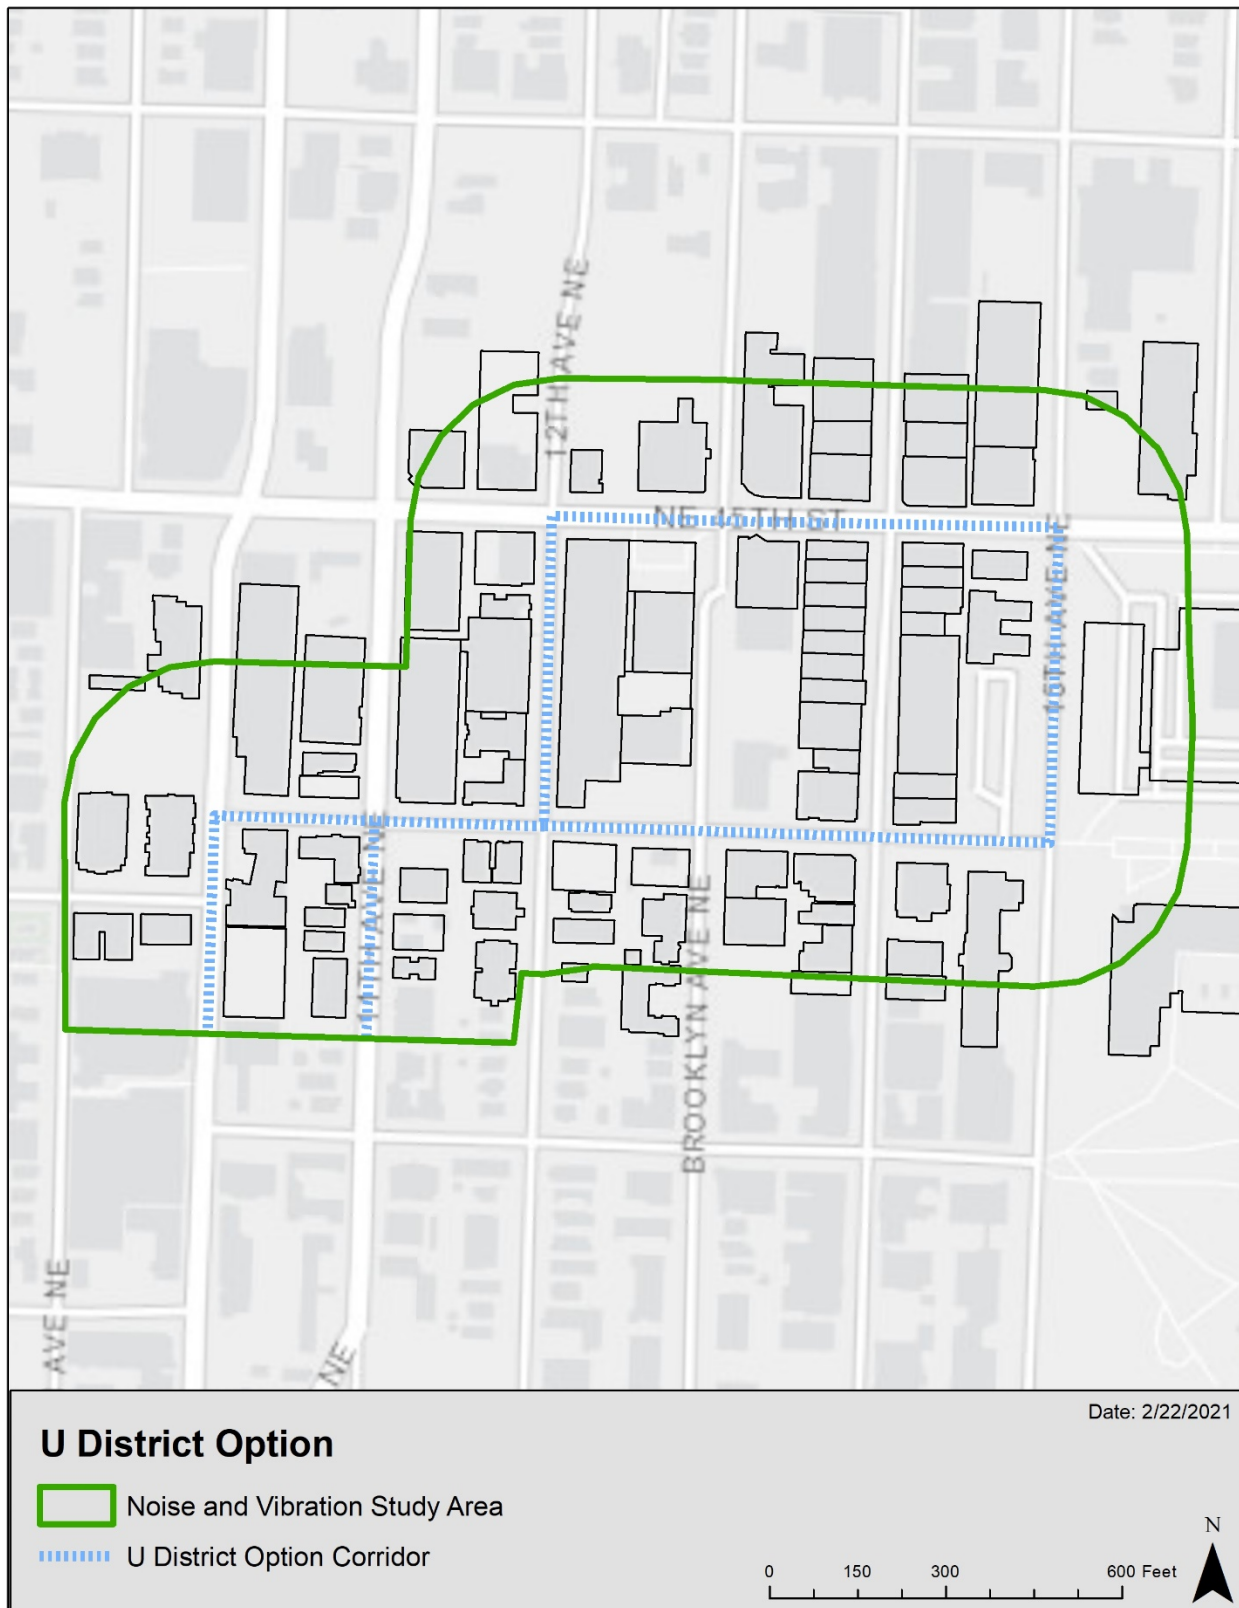 12TH AVE NE
NE 45TH ST
15TH AVE NE
11TH AVE NE
BROOKLYN AVE NE
AVE NE
NE
Date: 2/22/2021
U District Option
Noise and Vibration Study Area
U District Option Corridor
N
0 150 300 600 Feet